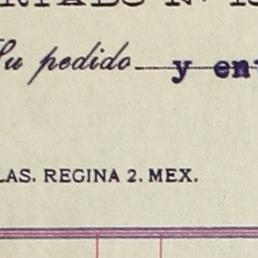 Su pedido y en
LAS. REGINA 2. MEX.